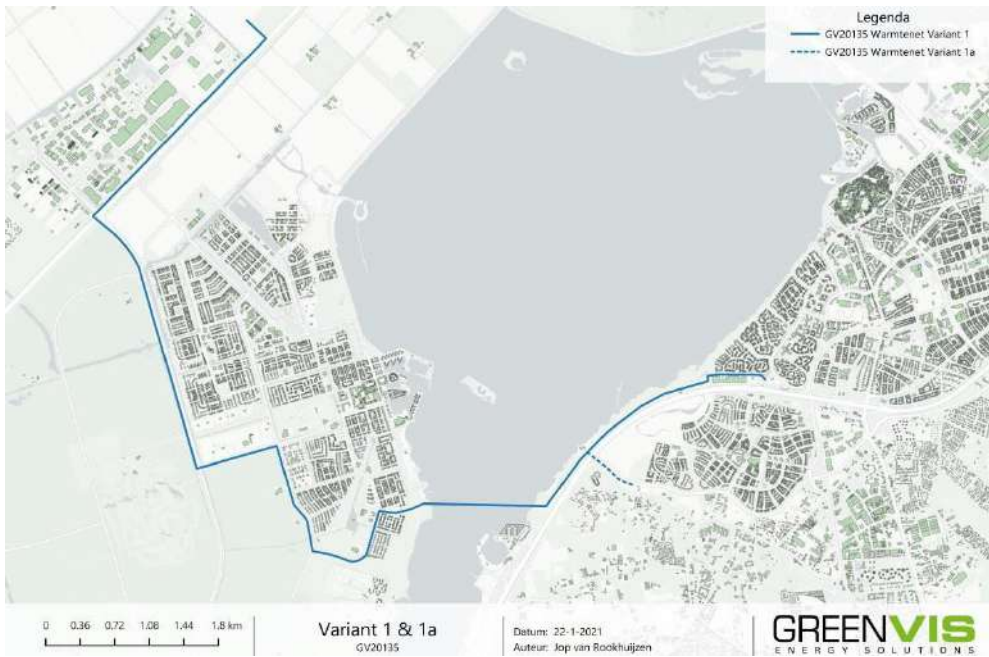 Legenda
GV20135 Warmtenet Variant 1
GV20135 Warmtenet Variant 1a
0 0.36 0.72 1.08 1.44 1.8 km
Variant 1 & 1a
GV20135
Datum: 22-1-2021
Auteur: Jop van Rookhuijzen
GREENVIS
ENERGY SOLUTIONS